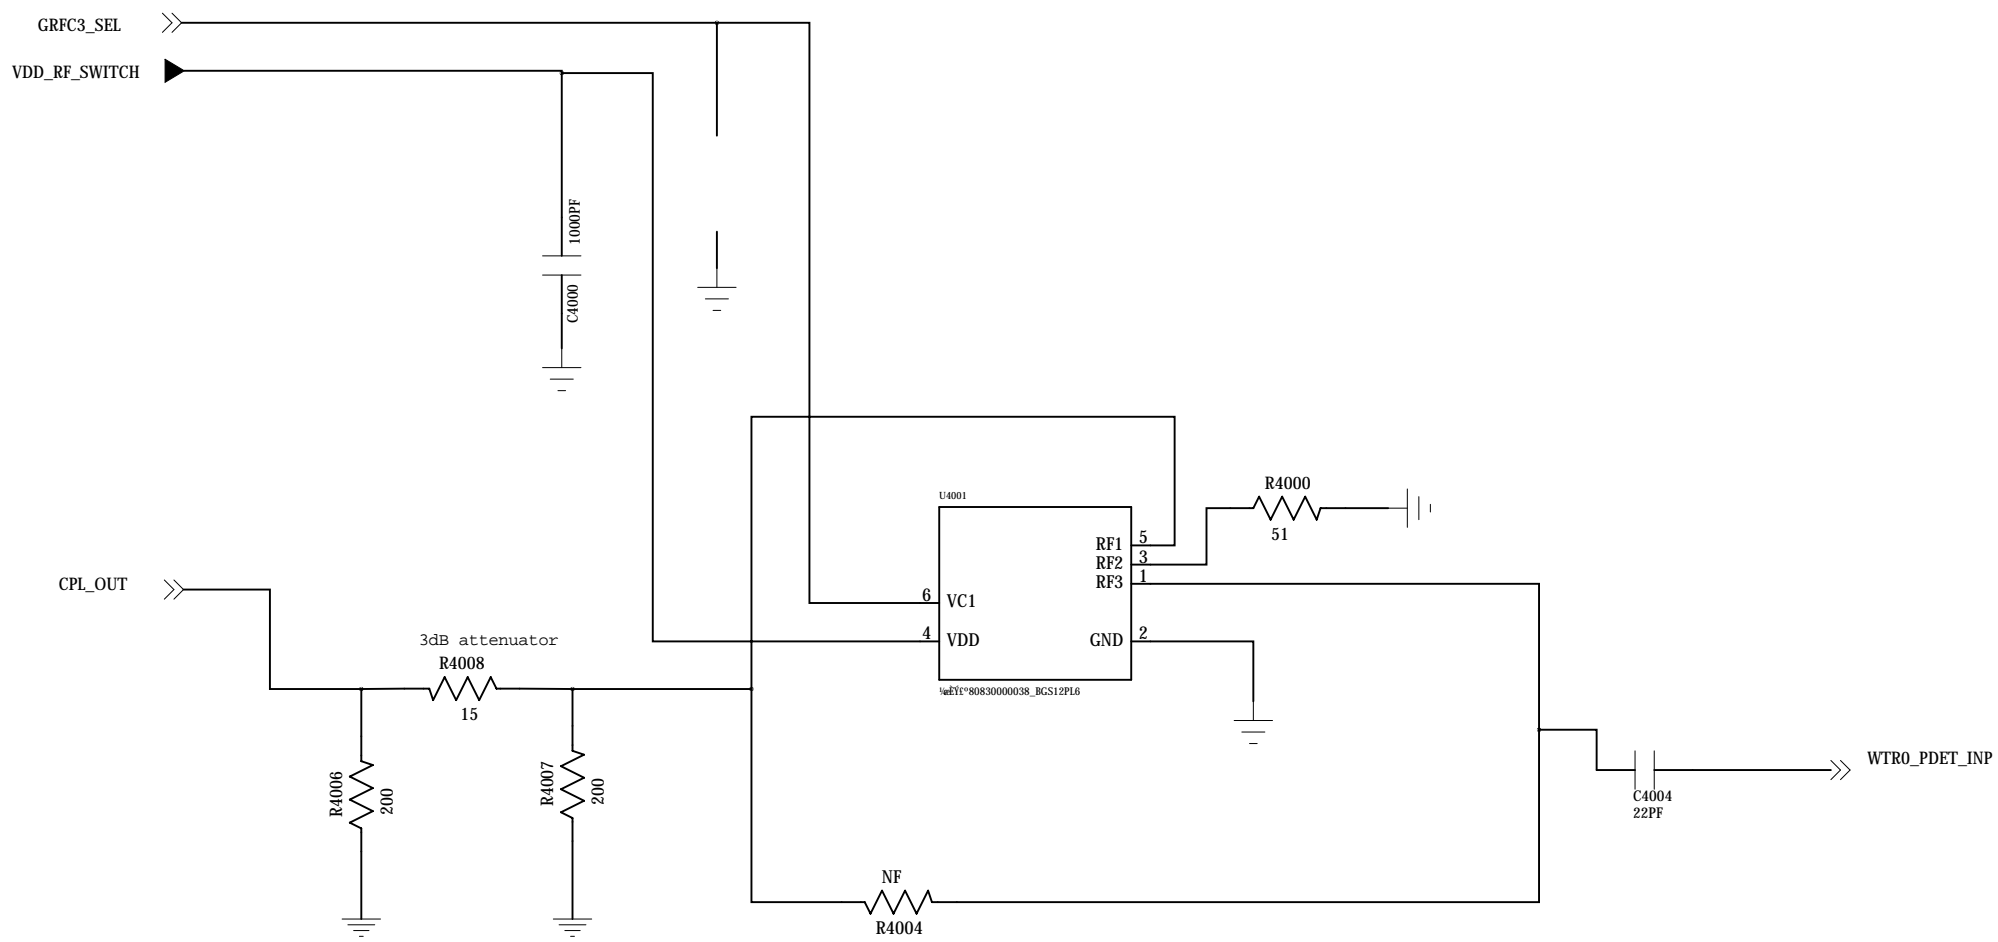 GRFC3_SEL
VDD_RF_SWITCH
1000PF
C4000
R4000
51
U4001
RF1
5
RF2
3
RF3
1
6
VC1
4
VDD
GND
2
CPL_OUT
3dB attenuator
R4008
15
80830000038_BGS12PL6
R4006
200
R4007
200
WTR0_PDET_INP
C4004
22PF
NF
R4004